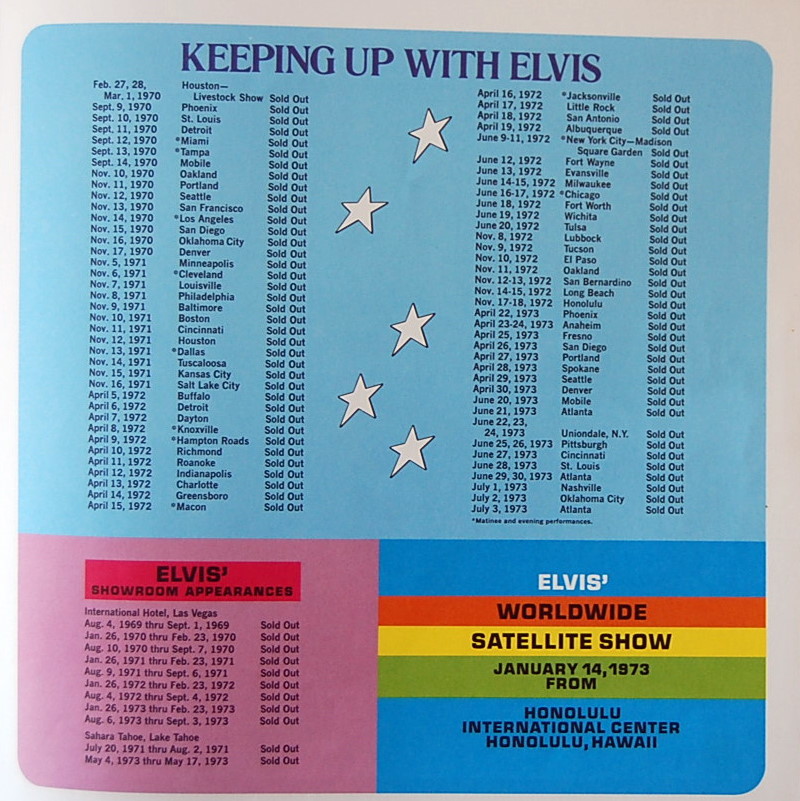 KEEPING UP WITH ELVIS
Feb. 27, 28, Houston—
Mar. 1, 1970 Livestock Show Sold Out
Sept. 9, 1970 Phoenix Sold Out
Sept. 10, 1970 St. Louis Sold Out
Sept. 11, 1970 Detroit Sold Out
Sept. 12, 1970 *Miami Sold Out
Sept. 13, 1970 *Tampa Sold Out
Sept. 14, 1970 Mobile Sold Out
Nov. 10, 1970 Oakland Sold Out
Nov. 11, 1970 Portland Sold Out
Nov. 12, 1970 Seattle Sold Out
Nov. 13, 1970 San Francisco Sold Out
Nov. 14, 1970 *Los Angeles Sold Out
Nov. 15, 1970 San Diego Sold Out
Nov. 16, 1970 Oklahoma City Sold Out
Nov. 17, 1970 Denver Sold Out
Nov. 5, 1971 Minneapolis Sold Out
Nov. 6, 1971 *Cleveland Sold Out
Nov. 7, 1971 Louisville Sold Out
Nov. 8, 1971 Philadelphia Sold Out
Nov. 9, 1971 Baltimore Sold Out
Nov. 10, 1971 Boston Sold Out
Nov. 11, 1971 Cincinnati Sold Out
Nov. 12, 1971 Houston Sold Out
Nov. 13, 1971 *Dallas Sold Out
Nov. 14, 1971 Tuscaloosa Sold Out
Nov. 15, 1971 Kansas City Sold Out
Nov. 16, 1971 Salt Lake City Sold Out
April 5, 1972 Buffalo Sold Out
April 6, 1972 Detroit Sold Out
April 7, 1972 Dayton Sold Out
April 8, 1972 *Knoxville Sold Out
April 9, 1972 *Hampton Roads Sold Out
April 10, 1972 Richmond Sold Out
April 11, 1972 Roanoke Sold Out
April 12, 1972 Indianapolis Sold Out
April 13, 1972 Charlotte Sold Out
April 14, 1972 Greensboro Sold Out
April 15, 1972 *Macon Sold Out
April 16, 1972 *Jacksonville Sold Out
April 17, 1972 Little Rock Sold Out
April 18, 1972 San Antonio Sold Out
April 19, 1972 Albuquerque Sold Out
June 9-11, 1972 *New York City—Madison
Square Garden Sold Out
June 12, 1972 Fort Wayne Sold Out
June 13, 1972 Evansville Sold Out
June 14-15, 1972 Milwaukee Sold Out
June 16-17, 1972 *Chicago Sold Out
June 18, 1972 Fort Worth Sold Out
June 19, 1972 Wichita Sold Out
June 20, 1972 Tulsa Sold Out
Nov. 8, 1972 Lubbock Sold Out
Nov. 9, 1972 Tucson Sold Out
Nov. 10, 1972 El Paso Sold Out
Nov. 11, 1972 Oakland Sold Out
Nov. 12-13, 1972 San Bernardino Sold Out
Nov. 14-15, 1972 Long Beach Sold Out
Nov. 17-18, 1972 Honolulu Sold Out
April 22, 1973 Phoenix Sold Out
April 23-24, 1973 Anaheim Sold Out
April 25, 1973 Fresno Sold Out
April 26, 1973 San Diego Sold Out
April 27, 1973 Portland Sold Out
April 28, 1973 Spokane Sold Out
April 29, 1973 Seattle Sold Out
April 30, 1973 Denver Sold Out
June 20, 1973 Mobile Sold Out
June 21, 1973 Atlanta Sold Out
June 22, 23,
24, 1973 Uniondale, N.Y. Sold Out
June 25, 26, 1973 Pittsburgh Sold Out
June 27, 1973 Cincinnati Sold Out
June 28, 1973 St. Louis Sold Out
June 29, 30, 1973 Atlanta Sold Out
July 1, 1973 Nashville Sold Out
July 2, 1973 Oklahoma City Sold Out
July 3, 1973 Atlanta Sold Out
*Matinee and evening performances.
ELVIS'
SHOWROOM APPEARANCES
International Hotel, Las Vegas
Aug. 4, 1969 thru Sept. 1, 1969 Sold Out
Jan. 26, 1970 thru Feb. 23, 1970 Sold Out
Aug. 10, 1970 thru Sept. 7, 1970 Sold Out
Jan. 26, 1971 thru Feb. 23, 1971 Sold Out
Aug. 9, 1971 thru Sept. 6, 1971 Sold Out
Jan. 26, 1972 thru Feb. 23, 1972 Sold Out
Aug. 4, 1972 thru Sept. 4, 1972 Sold Out
Jan. 26, 1973 thru Feb. 23, 1973 Sold Out
Aug. 6, 1973 thru Sept. 3, 1973 Sold Out
Sahara Tahoe, Lake Tahoe
July 20, 1971 thru Aug. 2, 1971 Sold Out
May 4, 1973 thru May 17, 1973 Sold Out
ELVIS'
WORLDWIDE
SATELLITE SHOW
JANUARY 14, 1973
FROM
HONOLULU
INTERNATIONAL CENTER
HONOLULU, HAWAII